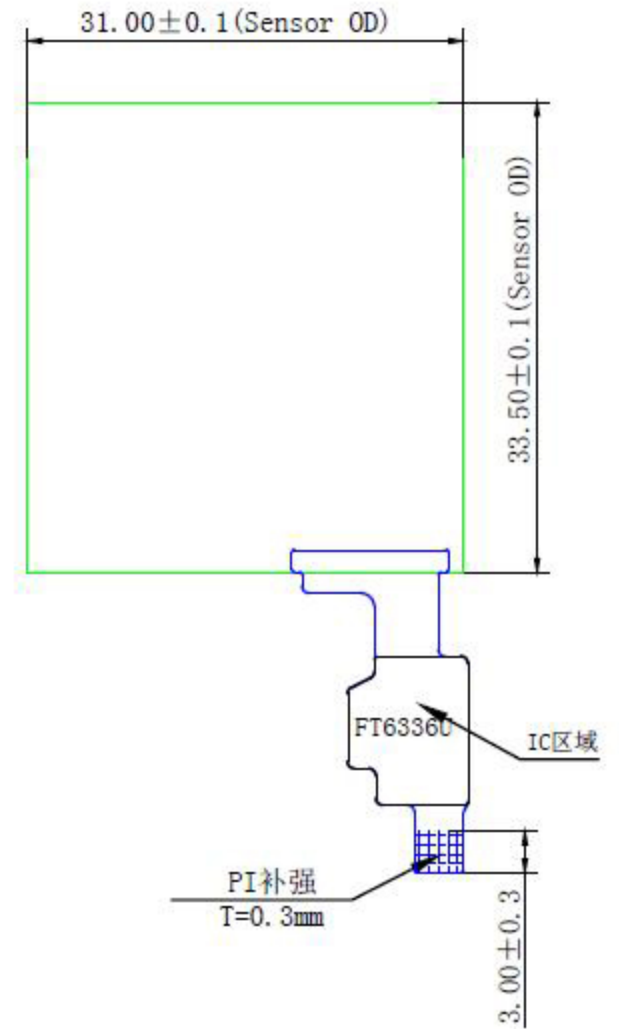 31.00±0.1(Sensor OD)
33.50±0.1(Sensor OD)
FT6336U
IC区域
PI补强
T=0.3mm
3.00±0.3